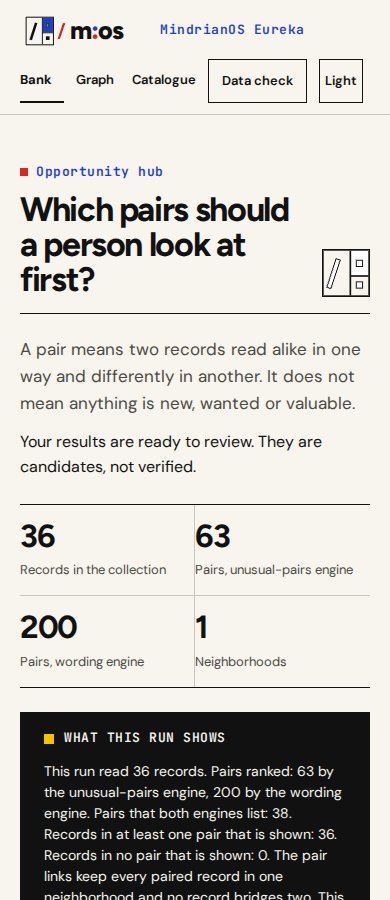 m:os
MindrianOS Eureka
Bank Graph Catalogue Data check Light
Opportunity hub
Which pairs should
a person look at
first?
A pair means two records read alike in one
way and differently in another. It does not
mean anything is new, wanted or valuable.
Your results are ready to review. They are
candidates, not verified.
36
Records in the collection
63
Pairs, unusual-pairs engine
200
Pairs, wording engine
1
Neighborhoods
WHAT THIS RUN SHOWS
This run read 36 records. Pairs ranked: 63 by
the unusual-pairs engine, 200 by the wording
engine. Pairs that both engines list: 38.
Records in at least one pair that is shown: 36.
Records in no pair that is shown: 0. The pair
links keep every paired record in one
neighborhood and no record bridges two. This